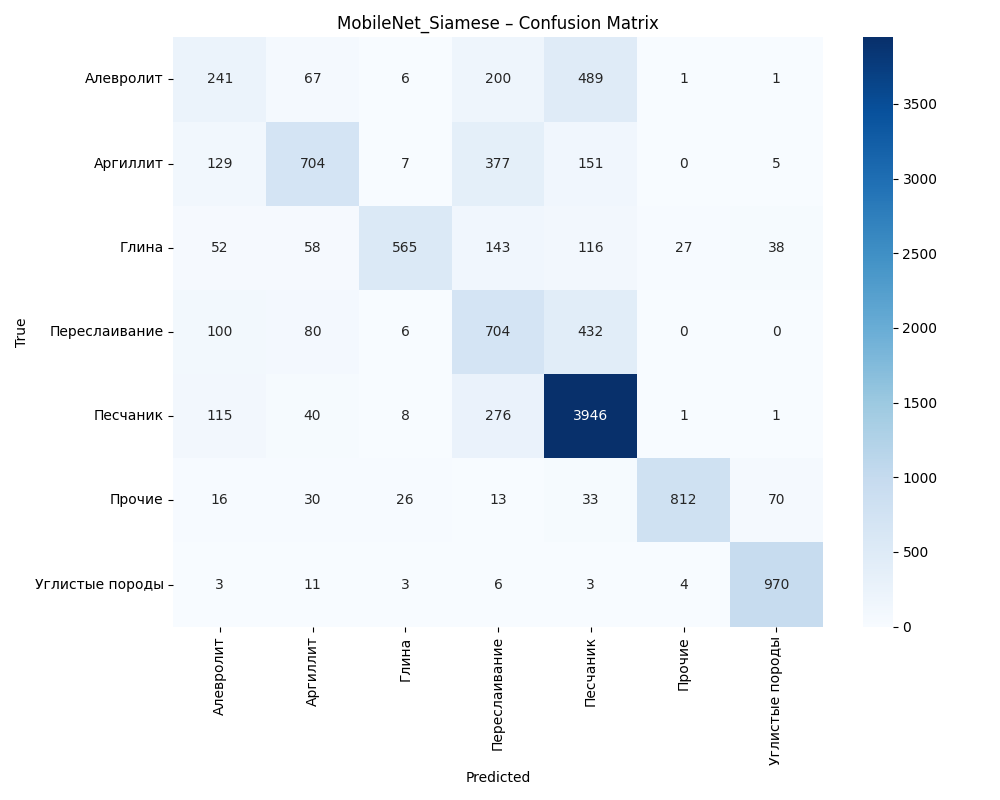 MobileNet_Siamese – Confusion Matrix
Алевролит 241 67 6 200 489 1 1
Аргиллит 129 704 7 377 151 0 5
Глина 52 58 565 143 116 27 38
Переслаивание 100 80 6 704 432 0 0
Песчаник 115 40 8 276 3946 1 1
Прочие 16 30 26 13 33 812 70
Углистые породы 3 11 3 6 3 4 970
True
Алевролит
Аргиллит
Глина
Переслаивание
Песчаник
Прочие
Углистые породы
Predicted
3500
3000
2500
2000
1500
1000
500
0